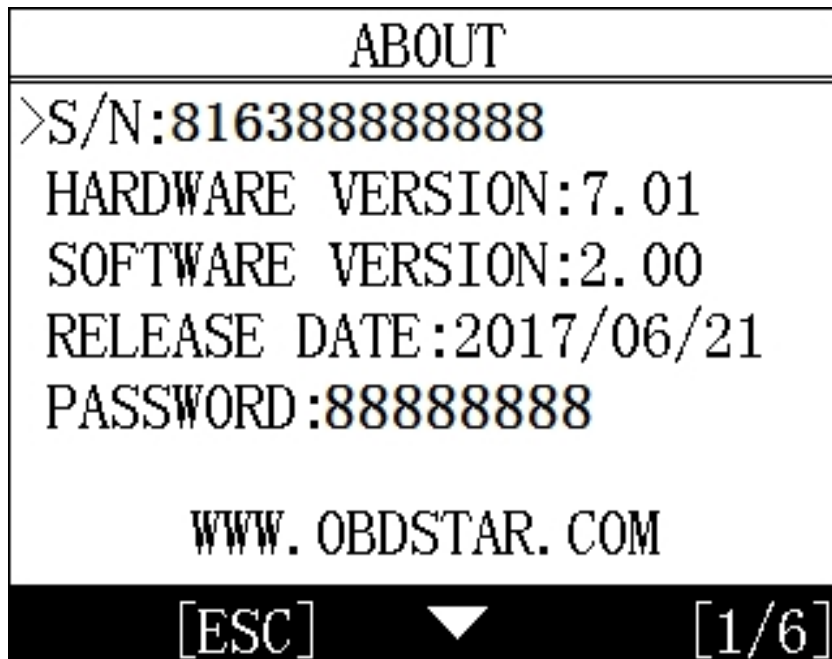 ABOUT
>S/N:816388888888
HARDWARE VERSION:7.01
SOFTWARE VERSION:2.00
RELEASE DATE:2017/06/21
PASSWORD:88888888
WWW.OBDSTAR.COM
[ESC] ▼ [1/6]